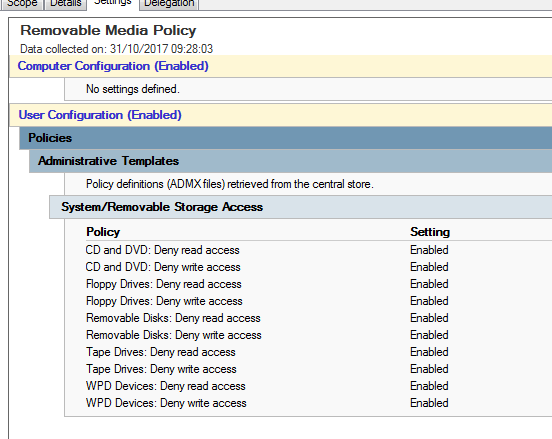 Scope Details Settings Delegation
Removable Media Policy
Data collected on: 31/10/2017 09:28:03
Computer Configuration (Enabled)
No settings defined.
User Configuration (Enabled)
Policies
Administrative Templates
Policy definitions (ADMX files) retrieved from the central store.
System/Removable Storage Access
Policy Setting
CD and DVD: Deny read access Enabled
CD and DVD: Deny write access Enabled
Floppy Drives: Deny read access Enabled
Floppy Drives: Deny write access Enabled
Removable Disks: Deny read access Enabled
Removable Disks: Deny write access Enabled
Tape Drives: Deny read access Enabled
Tape Drives: Deny write access Enabled
WPD Devices: Deny read access Enabled
WPD Devices: Deny write access Enabled